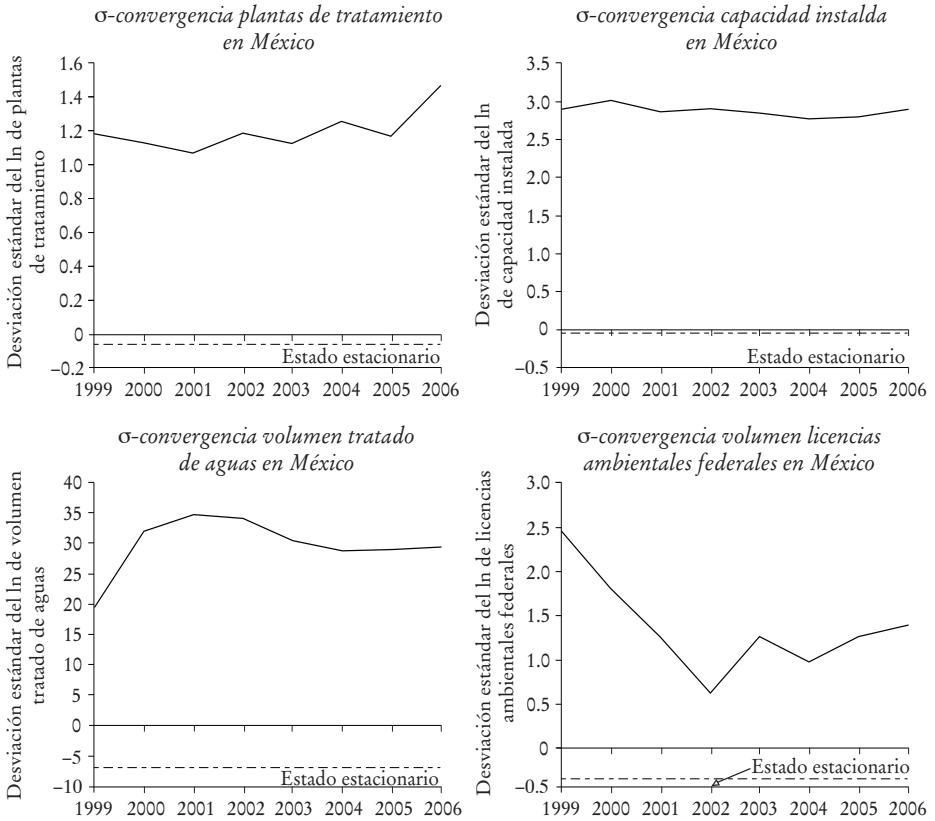 σ-convergencia plantas de tratamiento
en México
Desviación estándar del ln de plantas
de tratamiento
1.6
1.4
1.2
1.0
0.8
0.6
0.4
0.2
0
−0.2
Estado estacionario
1999 2000 2001 2002 2003 2004 2005 2006
σ-convergencia capacidad instalda
en México
Desviación estándar del ln
de capacidad instalada
3.5
3.0
2.5
2.0
1.5
1.0
0.5
0
−0.5
Estado estacionario
1999 2000 2001 2002 2003 2004 2005 2006
σ-convergencia volumen tratado
de aguas en México
Desviación estándar del ln de volumen
tratado de aguas
40
35
30
25
20
15
10
5
0
−5
−10
Estado estacionario
1999 2000 2001 2002 2003 2004 2005 2006
σ-convergencia volumen licencias
ambientales federales en México
Desviación estándar del ln de licencias
ambientales federales
3.0
2.5
2.0
1.5
1.0
0.5
0
−0.5
Estado estacionario
1999 2000 2001 2002 2003 2004 2005 2006